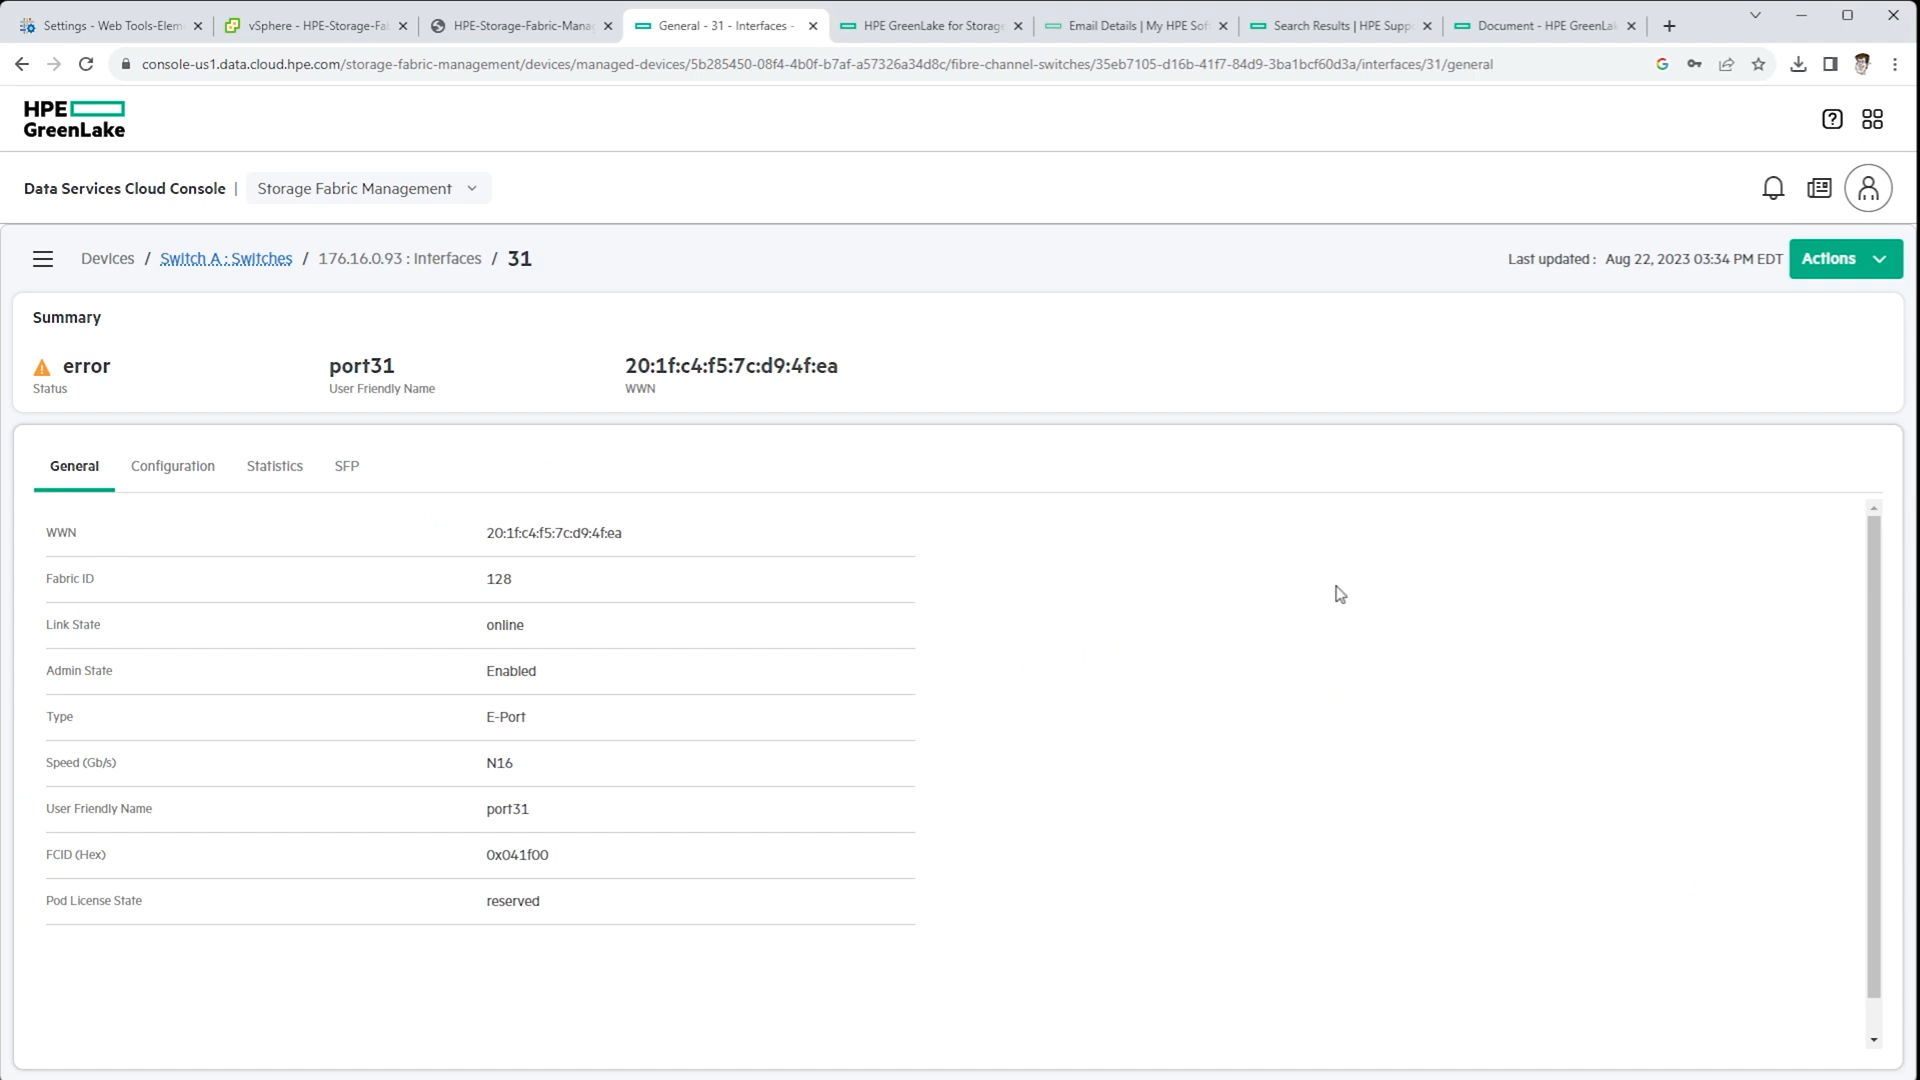 Settings - Web Tools-Elem
vSphere - HPE-Storage-Fa
HPE-Storage-Fabric-Mana
General - 31 - Interfaces -
HPE GreenLake for Storage
Email Details | My HPE Sof
Search Results | HPE Supp
Document - HPE GreenLa
console-us1.data.cloud.hpe.com/storage-fabric-management/devices/managed-devices/5b285450-08f4-4b0f-b7af-a57326a34d8c/fibre-channel-switches/35eb7105-d16b-41f7-84d9-3ba1bcf60d3a/interfaces/31/general
HPE
GreenLake
Data Services Cloud Console | Storage Fabric Management
Devices / Switch A : Switches / 176.16.0.93 : Interfaces / 31
Last updated : Aug 22, 2023 03:34 PM EDT
Actions
Summary
error
Status
port31
User Friendly Name
20:1f:c4:f5:7c:d9:4f:ea
WWN
General Configuration Statistics SFP
WWN 20:1f:c4:f5:7c:d9:4f:ea
Fabric ID 128
Link State online
Admin State Enabled
Type E-Port
Speed (Gb/s) N16
User Friendly Name port31
FCID (Hex) 0x041f00
Pod License State reserved